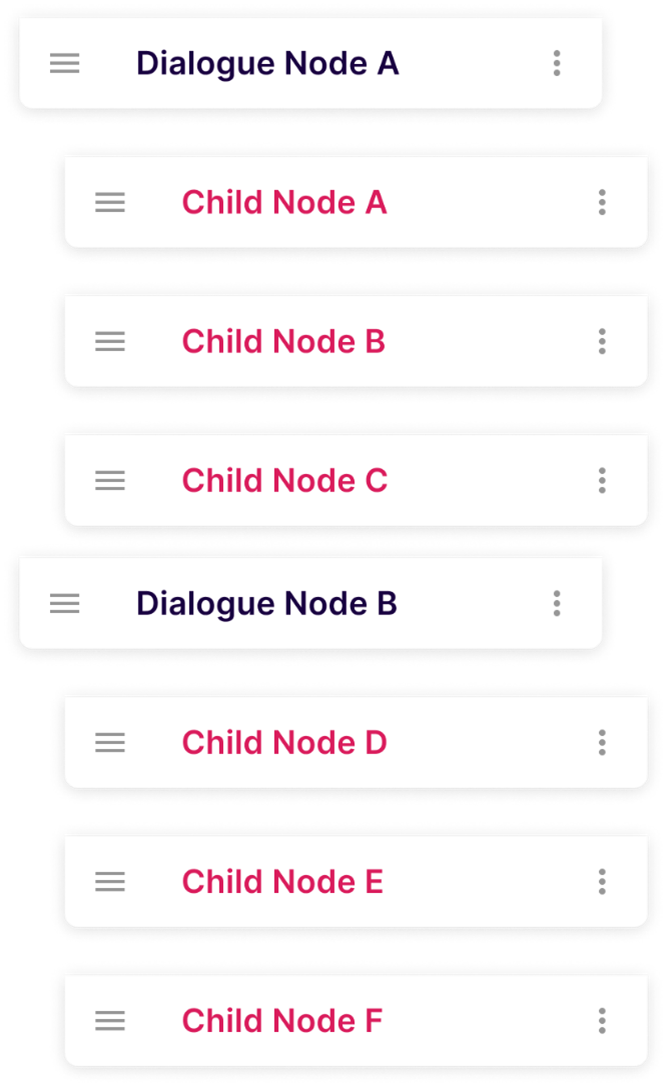 Dialogue Node A
Child Node A
Child Node B
Child Node C
Dialogue Node B
Child Node D
Child Node E
Child Node F